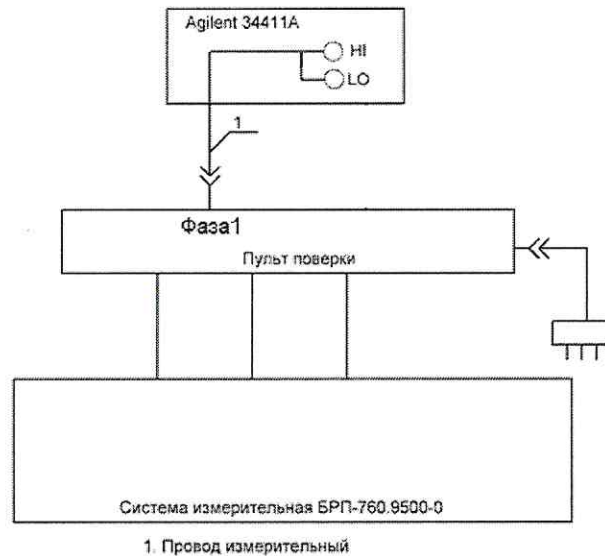 Agilent 34411A
HI
LO
1
Фаза1
Пульт поверки
Система измерительная БРП-760.9500-0
1. Провод измерительный